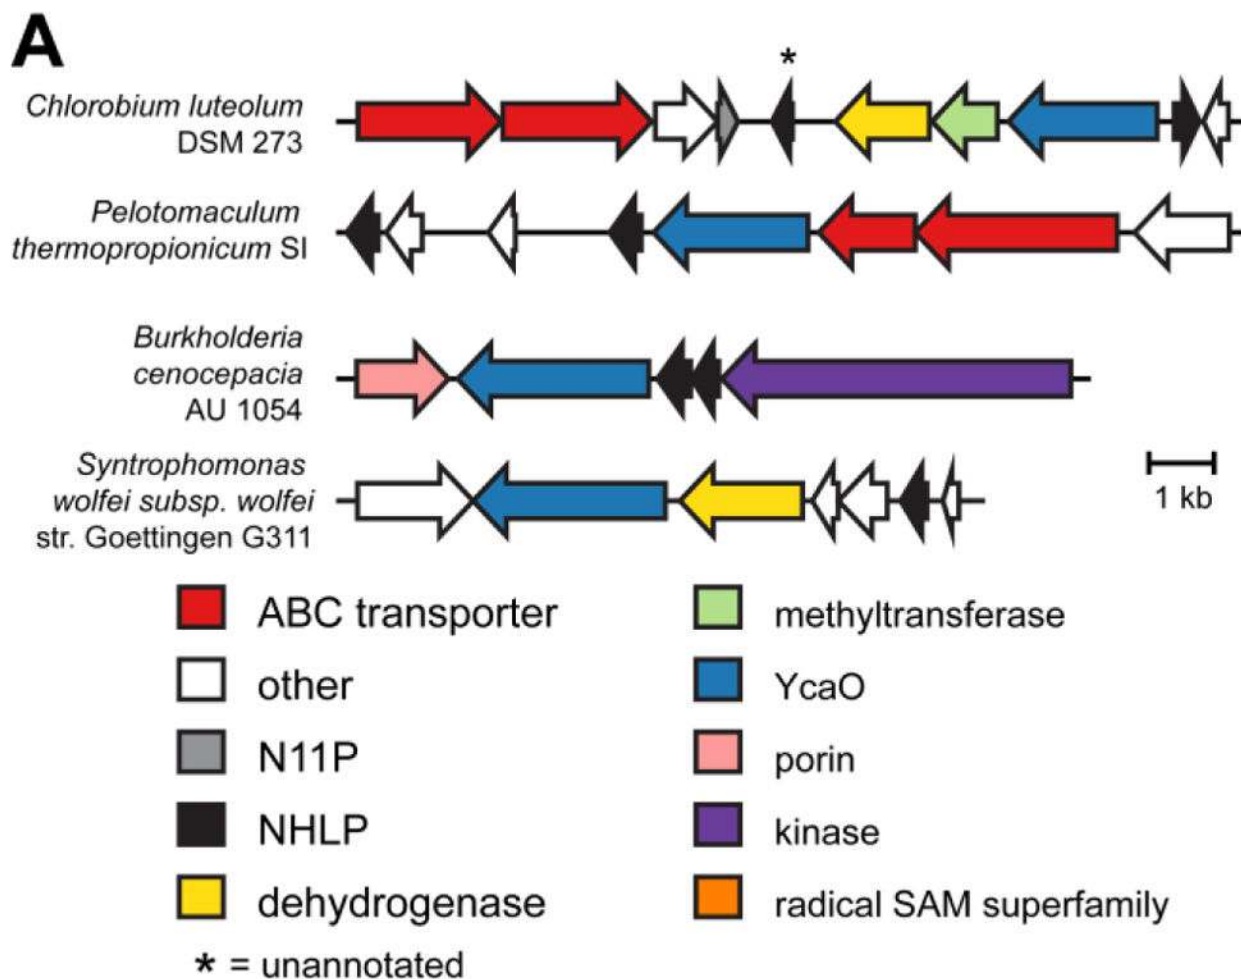 A
*
Chlorobium luteolum
DSM 273
Pelotomaculum
thermopropionicum SI
Burkholderia
cenocepacia
AU 1054
Syntrophomonas
wolfei subsp. wolfei
str. Goettingen G311
1 kb
ABC transporter
other
N11P
NHLP
dehydrogenase
* = unannotated
methyltransferase
YcaO
porin
kinase
radical SAM superfamily